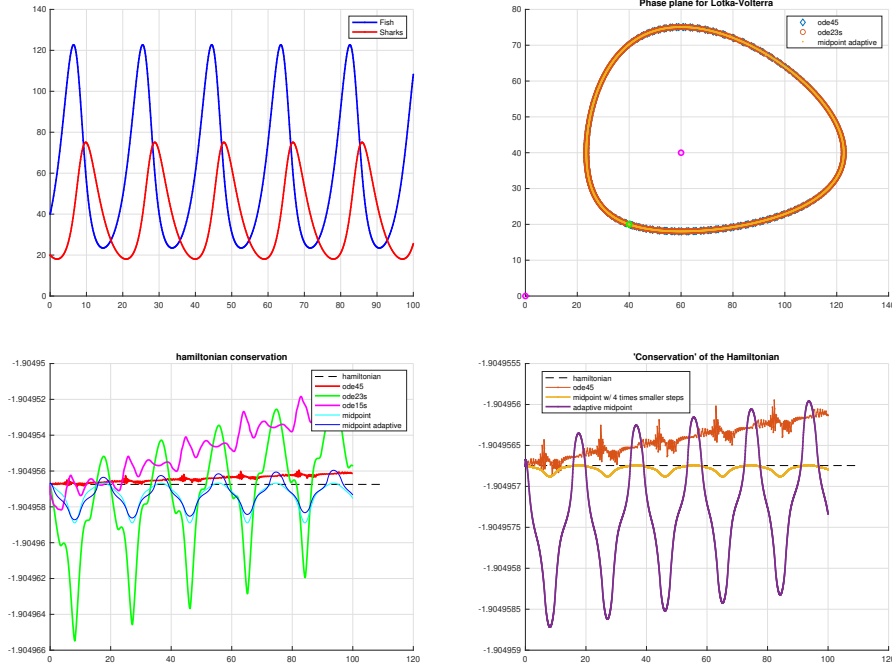 140
120
100
80
60
40
20
0
Fish
Sharks
0 10 20 30 40 50 60 70 80 90 100
Phase plane for Lotka-Volterra
80
70
60
50
40
30
20
10
0
ode45
ode23s
midpoint adaptive
0 20 40 60 80 100 120 140
hamiltonian conservation
-1.90495
-1.904952
-1.904954
-1.904956
-1.904958
-1.90496
-1.904962
-1.904964
-1.904966
hamiltonian
ode45
ode23s
ode15s
midpoint
midpoint adaptive
0 20 40 60 80 100 120
'Conservation' of the Hamiltonian
-1.9049555
-1.904956
-1.9049565
-1.904957
-1.9049575
-1.904958
-1.9049585
-1.904959
hamiltonian
ode45
midpoint w/ 4 times smaller steps
adaptive midpoint
0 20 40 60 80 100 120